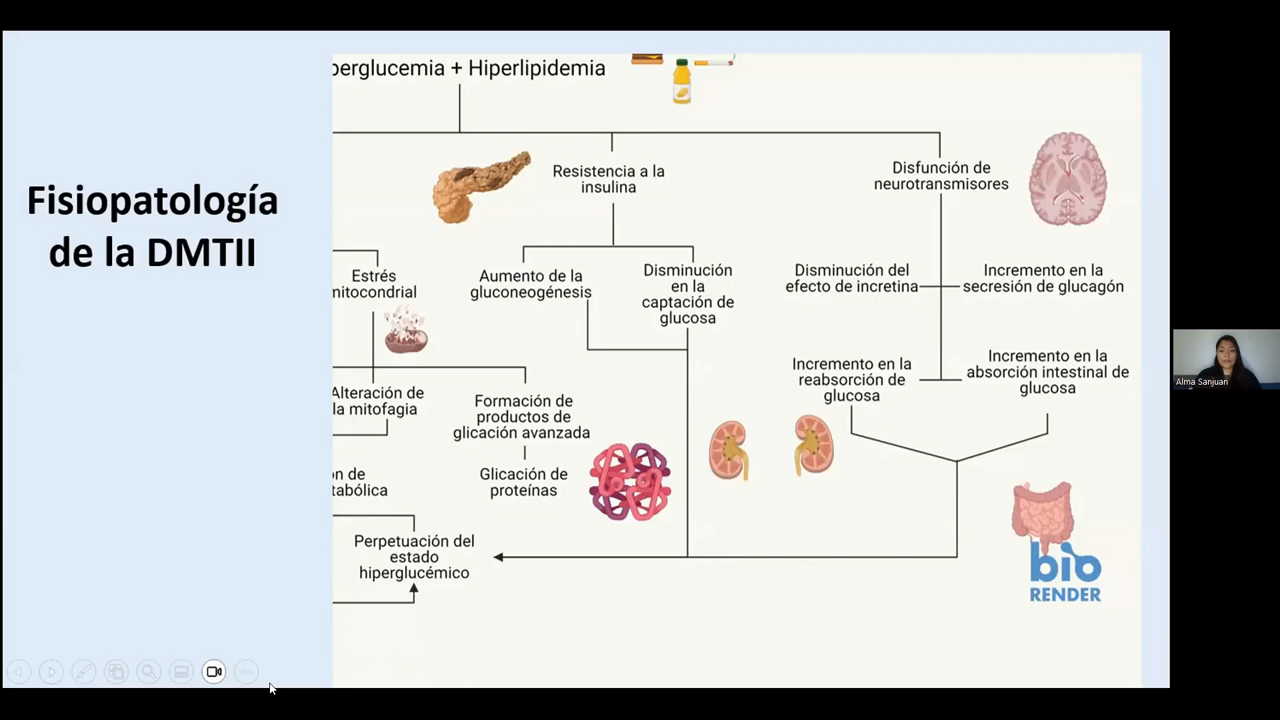 Fisiopatología
de la DMTII
perglucemia + Hiperlipidemia
Resistencia a la
insulina
Disfunción de
neurotransmisores
Estrés
mitocondrial
Aumento de la
gluconeogénesis
Disminución
en la
captación de
glucosa
Disminución del
efecto de incretina
Incremento en la
secresión de glucagón
Alteración de
la mitofagia
Formación de
productos de
glicación avanzada
Incremento en la
reabsorción de
glucosa
Incremento en la
absorción intestinal de
glucosa
ón de
tabólica
Glicación de
proteínas
Perpetuación del
estado
hiperglucémico
bio
RENDER
Alma Sanjuan